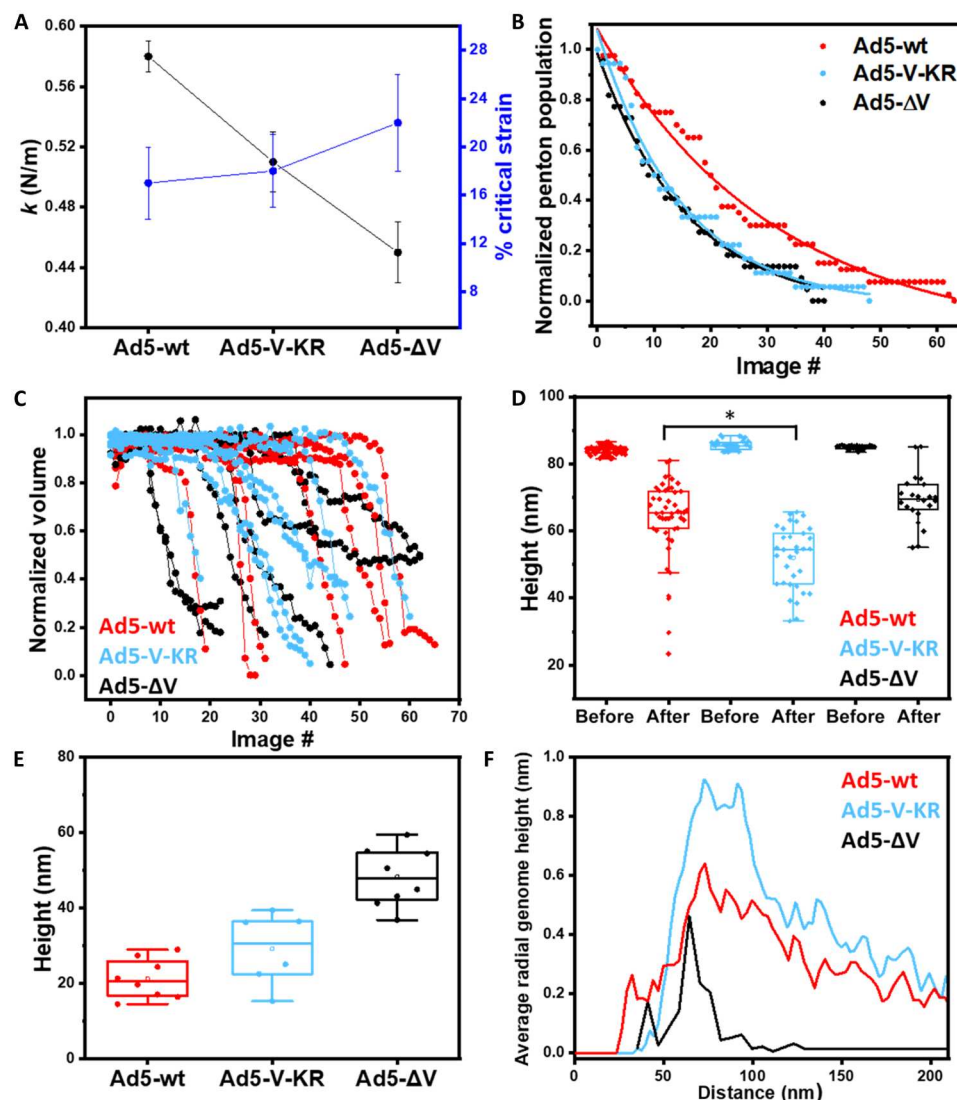 A
0.60
0.56
0.52
0.48
0.44
0.40
k (N/m)
28
24
20
16
12
8
% critical strain
Ad5-wt Ad5-V-KR Ad5-ΔV
B
1.0
0.8
0.6
0.4
0.2
0.0
Normalized penton population
Ad5-wt
Ad5-V-KR
Ad5-ΔV
0 10 20 30 40 50 60
Image #
C
1.0
0.8
0.6
0.4
0.2
0.0
Normalized volume
Ad5-wt
Ad5-V-KR
Ad5-ΔV
0 10 20 30 40 50 60 70
Image #
D
80
60
40
20
Height (nm)
*
Ad5-wt
Ad5-V-KR
Ad5-ΔV
Before After Before After Before After
E
80
60
40
20
0
Height (nm)
Ad5-wt Ad5-V-KR Ad5-ΔV
F
1.0
0.8
0.6
0.4
0.2
0.0
Average radial genome height (nm)
Ad5-wt
Ad5-V-KR
Ad5-ΔV
0 50 100 150 200
Distance (nm)